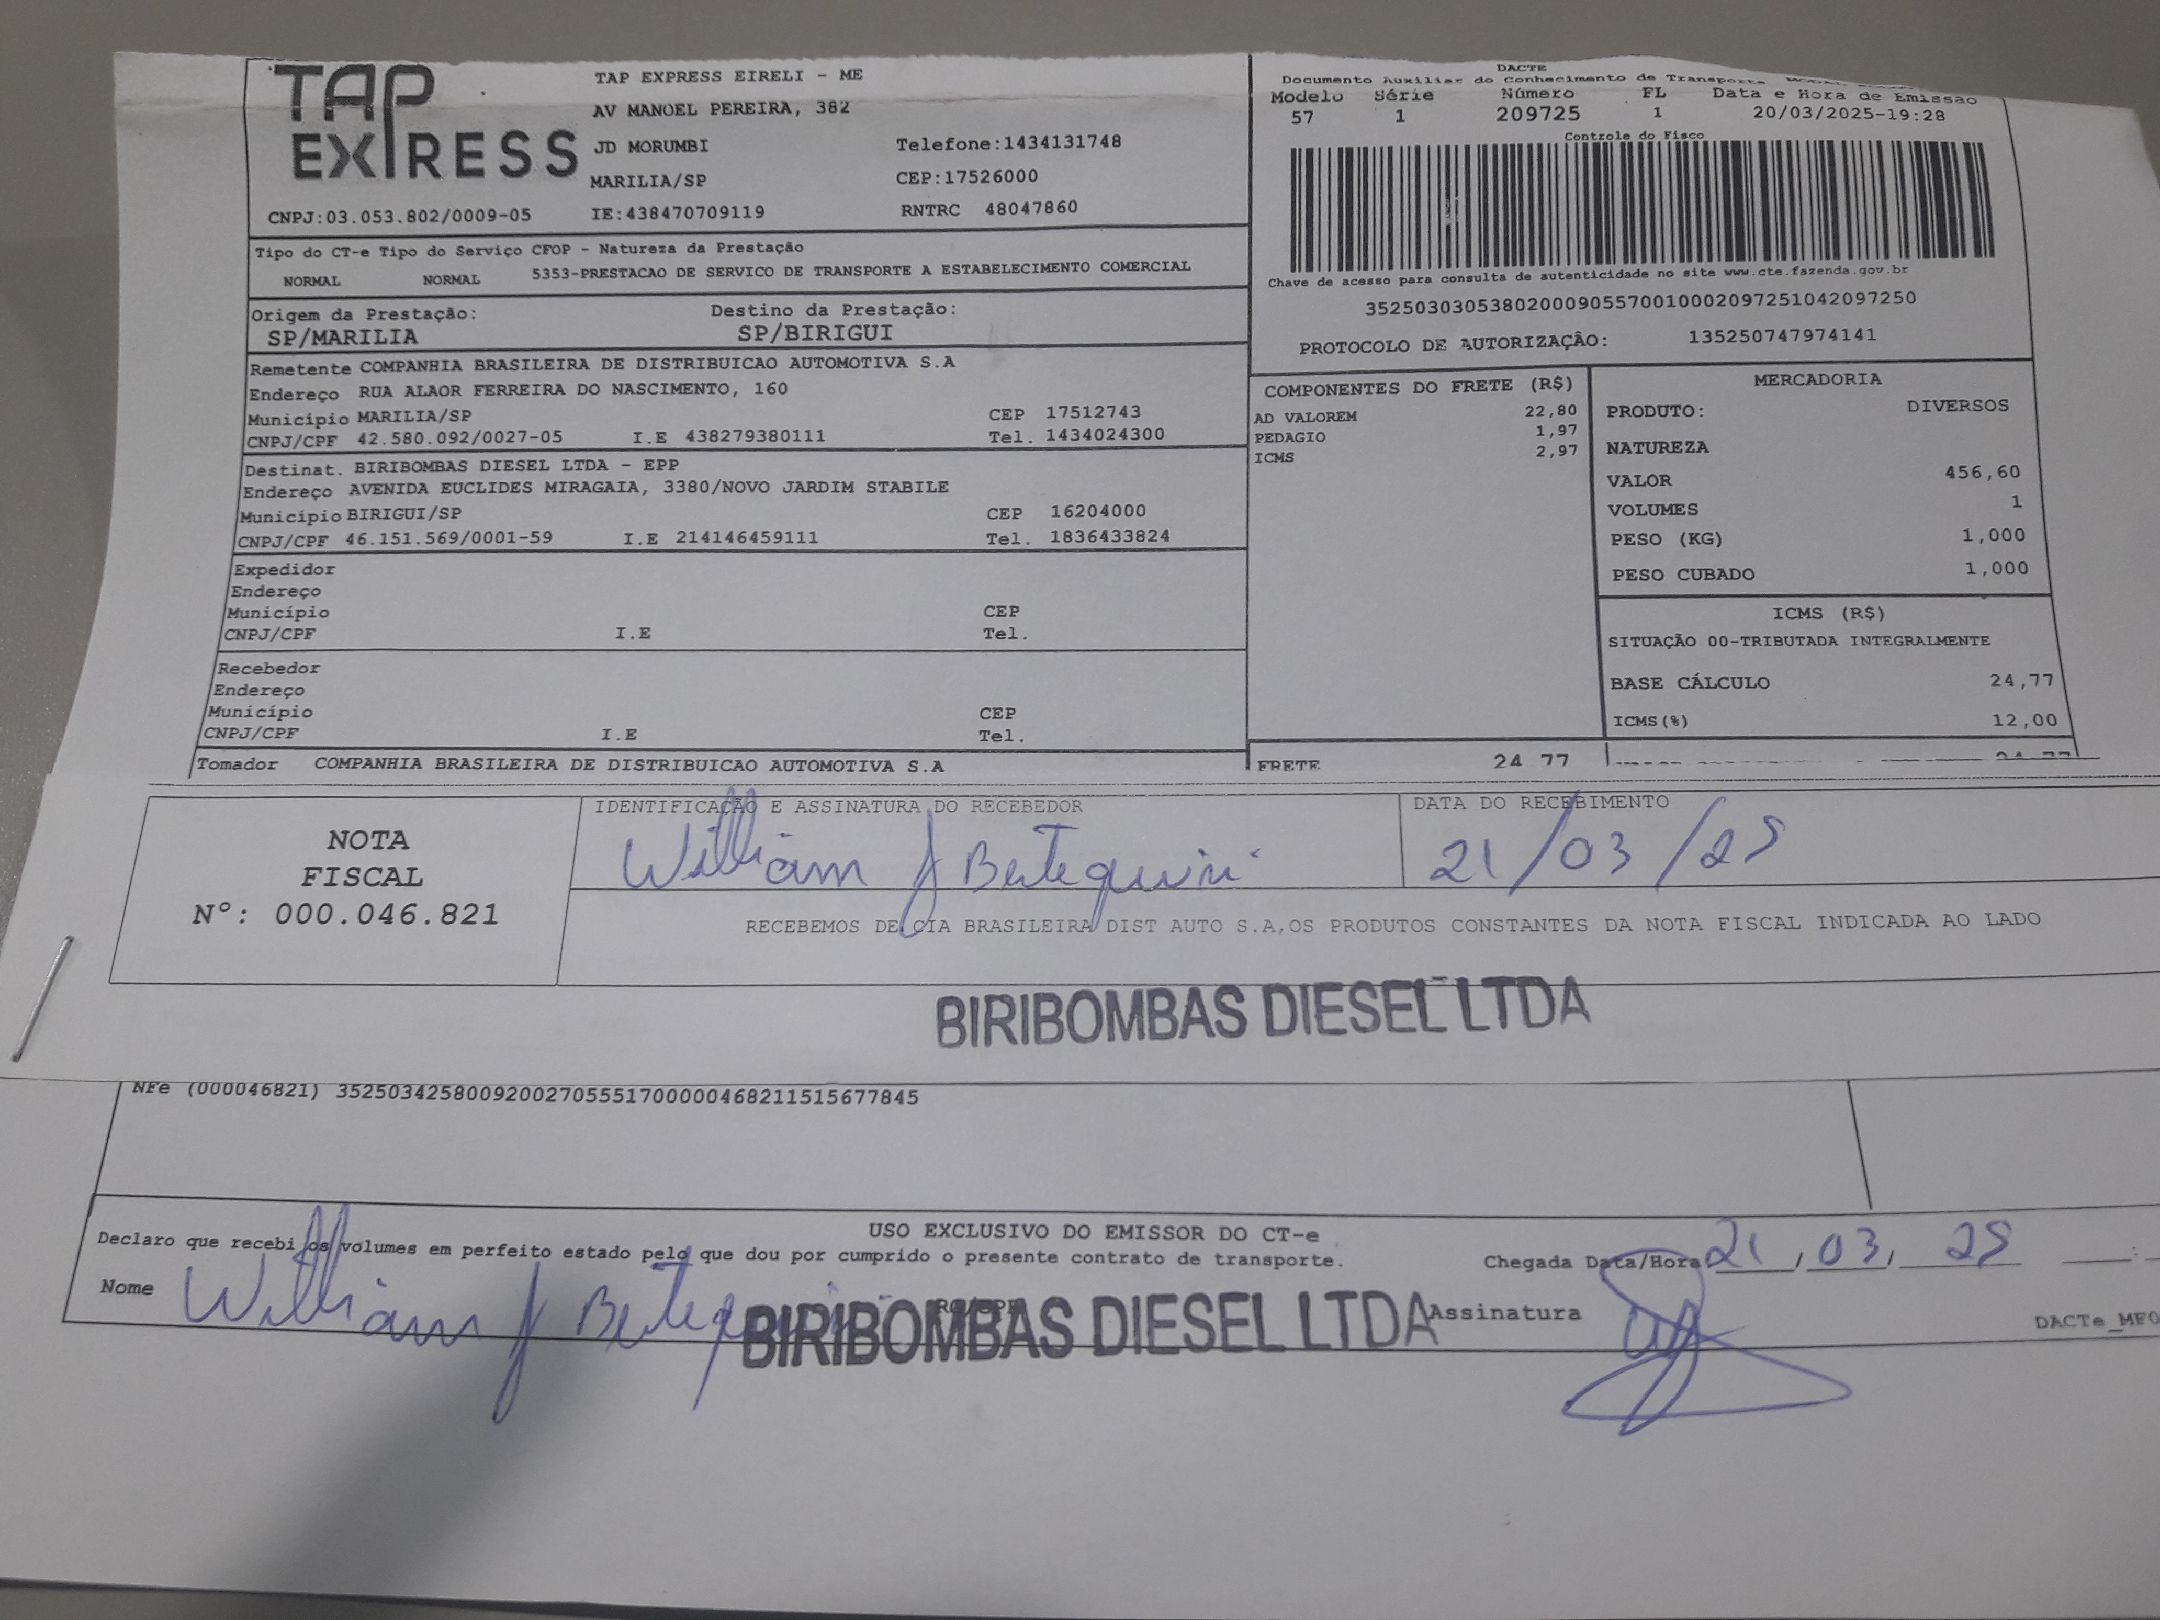 TAP
EXPRESS
TAP EXPRESS EIRELI - ME
AV MANOEL PEREIRA, 382
JD MORUMBI Telefone:1434131748
MARILIA/SP CEP:17526000
CNPJ:03.053.802/0009-05 IE:438470709119 RNTRC 48047860
DACTE
Documento Auxiliar do Conhecimento de Transporte
Modelo Série Número FL Data e Hora de Emissão
57 1 209725 1 20/03/2025-19:28
Controle do Fisco
Chave de acesso para consulta de autenticidade no site www.cte.fazenda.gov.br
35250303053802000905570010002097251042097250
PROTOCOLO DE AUTORIZAÇÃO: 135250747974141
Tipo do CT-e Tipo do Serviço CFOP - Natureza da Prestação
NORMAL NORMAL 5353-PRESTACAO DE SERVICO DE TRANSPORTE A ESTABELECIMENTO COMERCIAL
Origem da Prestação: Destino da Prestação:
SP/MARILIA SP/BIRIGUI
Remetente COMPANHIA BRASILEIRA DE DISTRIBUICAO AUTOMOTIVA S.A
Endereço RUA ALAOR FERREIRA DO NASCIMENTO, 160
Município MARILIA/SP CEP 17512743
CNPJ/CPF 42.580.092/0027-05 I.E 438279380111 Tel. 1434024300
Destinat. BIRIBOMBAS DIESEL LTDA - EPP
Endereço AVENIDA EUCLIDES MIRAGAIA, 3380/NOVO JARDIM STABILE
Município BIRIGUI/SP CEP 16204000
CNPJ/CPF 46.151.569/0001-59 I.E 214146459111 Tel. 1836433824
Expedidor
Endereço
Município CEP
CNPJ/CPF I.E Tel.
Recebedor
Endereço
Município CEP
CNPJ/CPF I.E Tel.
Tomador COMPANHIA BRASILEIRA DE DISTRIBUICAO AUTOMOTIVA S.A
COMPONENTES DO FRETE (R$)
AD VALOREM 22,80
PEDAGIO 1,97
ICMS 2,97
FRETE 24,77
MERCADORIA
PRODUTO: DIVERSOS
NATUREZA
VALOR 456,60
VOLUMES 1
PESO (KG) 1,000
PESO CUBADO 1,000
ICMS (R$)
SITUAÇÃO 00-TRIBUTADA INTEGRALMENTE
BASE CÁLCULO 24,77
ICMS(%) 12,00
24,77
NOTA
FISCAL
Nº: 000.046.821
IDENTIFICAÇÃO E ASSINATURA DO RECEBEDOR
William J Bertequini
DATA DO RECEBIMENTO
21/03/25
RECEBEMOS DE CIA BRASILEIRA DIST AUTO S.A,OS PRODUTOS CONSTANTES DA NOTA FISCAL INDICADA AO LADO
BIRIBOMBAS DIESEL LTDA
NFe (000046821) 35250342580092002705551700000468211515677845
USO EXCLUSIVO DO EMISSOR DO CT-e
Declaro que recebi os volumes em perfeito estado pelo que dou por cumprido o presente contrato de transporte.
Chegada Data/Hora 21/03/25
Nome William J Bertequini
BIRIBOMBAS DIESEL LTDA
Assinatura